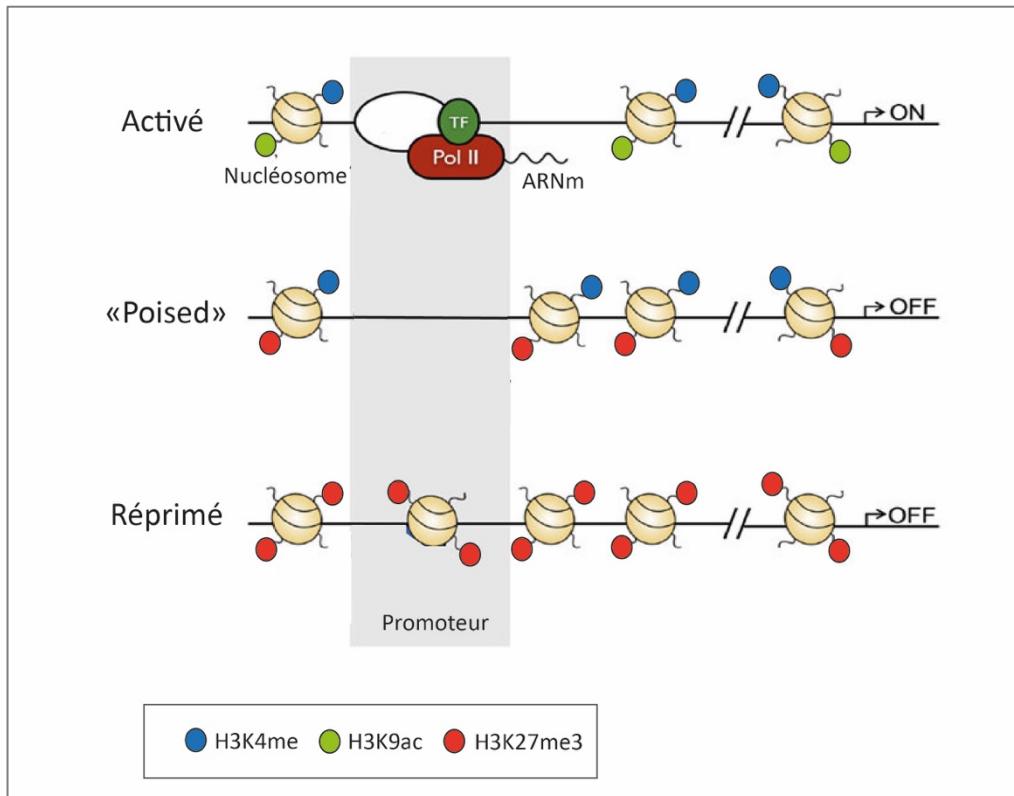 Activé
TF
ON
Pol II
Nucléosome
ARNm
«Poised»
OFF
Réprimé
OFF
Promoteur
H3K4me H3K9ac H3K27me3